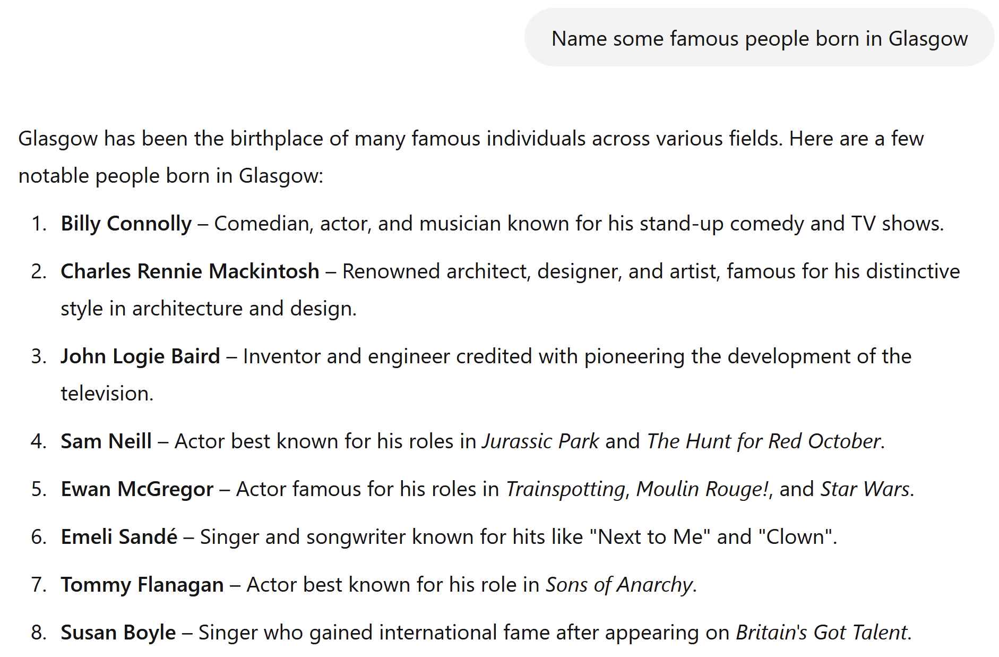 Name some famous people born in Glasgow
Glasgow has been the birthplace of many famous individuals across various fields. Here are a few
notable people born in Glasgow:
1. Billy Connolly – Comedian, actor, and musician known for his stand-up comedy and TV shows.
2. Charles Rennie Mackintosh – Renowned architect, designer, and artist, famous for his distinctive
style in architecture and design.
3. John Logie Baird – Inventor and engineer credited with pioneering the development of the
television.
4. Sam Neill – Actor best known for his roles in Jurassic Park and The Hunt for Red October.
5. Ewan McGregor – Actor famous for his roles in Trainspotting, Moulin Rouge!, and Star Wars.
6. Emeli Sandé – Singer and songwriter known for hits like "Next to Me" and "Clown".
7. Tommy Flanagan – Actor best known for his role in Sons of Anarchy.
8. Susan Boyle – Singer who gained international fame after appearing on Britain's Got Talent.